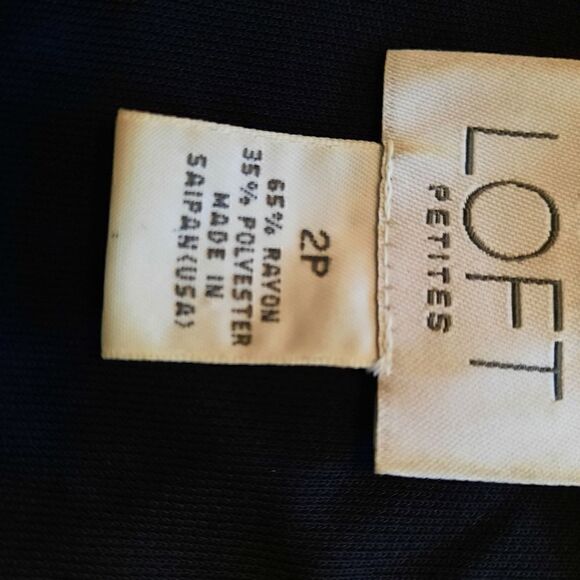 LOFT
PETITES
2P
65% RAYON
35% POLYESTER
MADE IN
SAIPAN(USA)